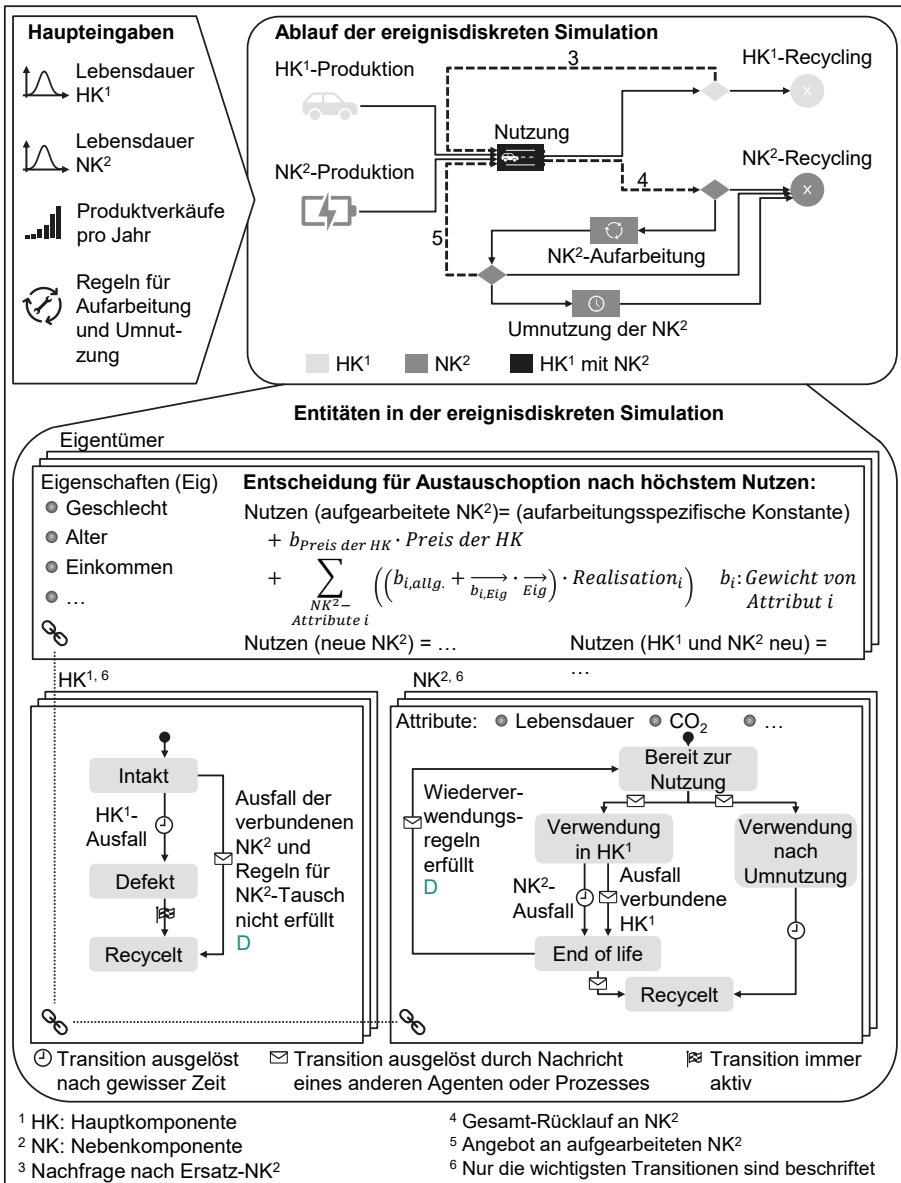 Haupteingaben
Lebensdauer
HK¹
Lebensdauer
NK²
Produktverkäufe
pro Jahr
Regeln für
Aufarbeitung
und Umnut-
zung
Ablauf der ereignisdiskreten Simulation
HK¹-Produktion
3
HK¹-Recycling
X
Nutzung
NK²-Produktion
4
NK²-Recycling
X
5
NK²-Aufarbeitung
Umnutzung der NK²
HK¹
NK²
HK¹ mit NK²
Entitäten in der ereignisdiskreten Simulation
Eigentümer
Eigenschaften (Eig)
Geschlecht
Alter
Einkommen
…
Entscheidung für Austauschoption nach höchstem Nutzen:
Nutzen (aufgearbeitete NK²)= (aufarbeitungsspezifische Konstante)
+ b_{Preis der HK} · Preis der HK
+ ∑_{NK²−Attribute i} ((b_{i,allg.} + \overrightarrow{b_{i,Eig}} · \overrightarrow{Eig}) · Realisation_i) b_i: Gewicht von
Attribut i
Nutzen (neue NK²) = … Nutzen (HK¹ und NK² neu) =
…
HK¹, ⁶
Intakt
HK¹-
Ausfall
Defekt
Recycelt
Ausfall der
verbundenen
NK² und
Regeln für
NK²-Tausch
nicht erfüllt
D
NK², ⁶
Attribute: Lebensdauer CO₂ …
Bereit zur
Nutzung
Wiederver-
wendungs-
regeln
erfüllt
D
Verwendung
in HK¹
Verwendung
nach
Umnutzung
NK²-
Ausfall
Ausfall
verbundene
HK¹
End of life
Recycelt
Transition ausgelöst
nach gewisser Zeit
Transition ausgelöst durch Nachricht
eines anderen Agenten oder Prozesses
Transition immer
aktiv
¹ HK: Hauptkomponente
² NK: Nebenkomponente
³ Nachfrage nach Ersatz-NK²
⁴ Gesamt-Rücklauf an NK²
⁵ Angebot an aufgearbeiteten NK²
⁶ Nur die wichtigsten Transitionen sind beschriftet